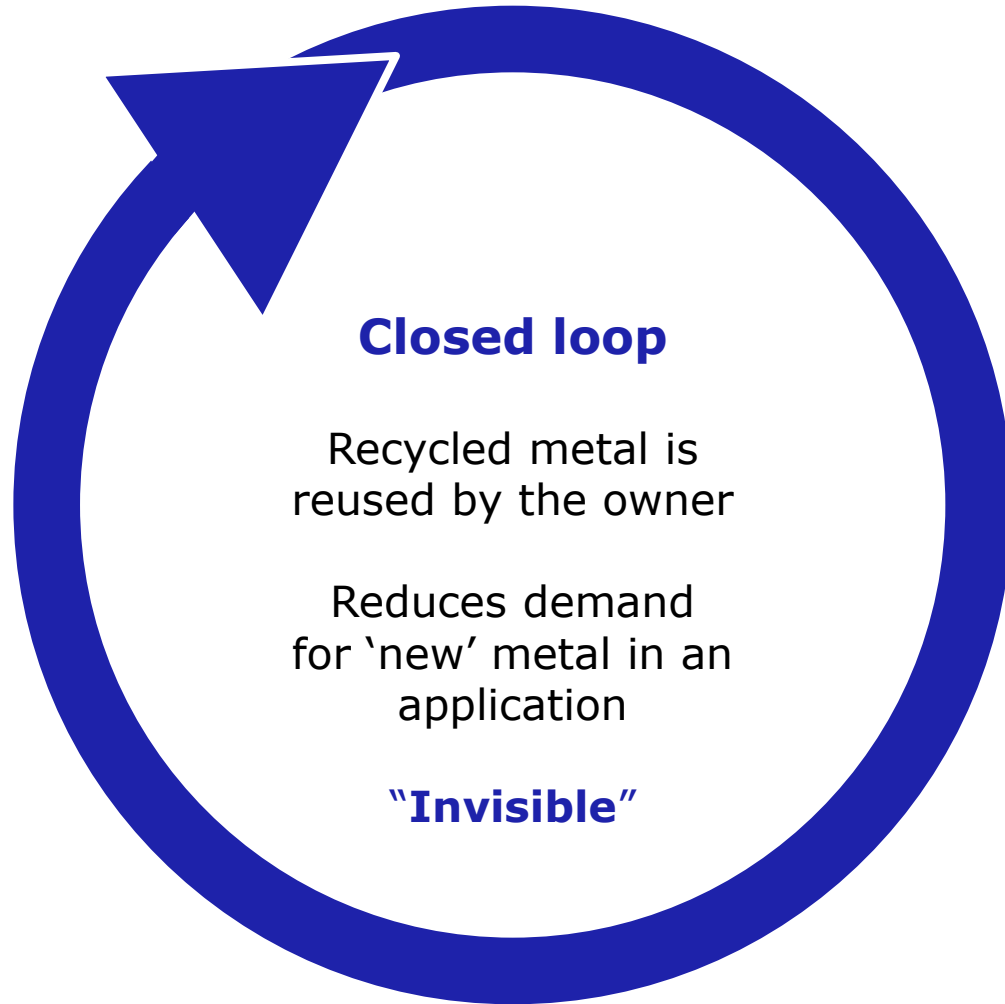 Closed loop
Recycled metal is
reused by the owner
Reduces demand
for ‘new’ metal in an
application
“Invisible”